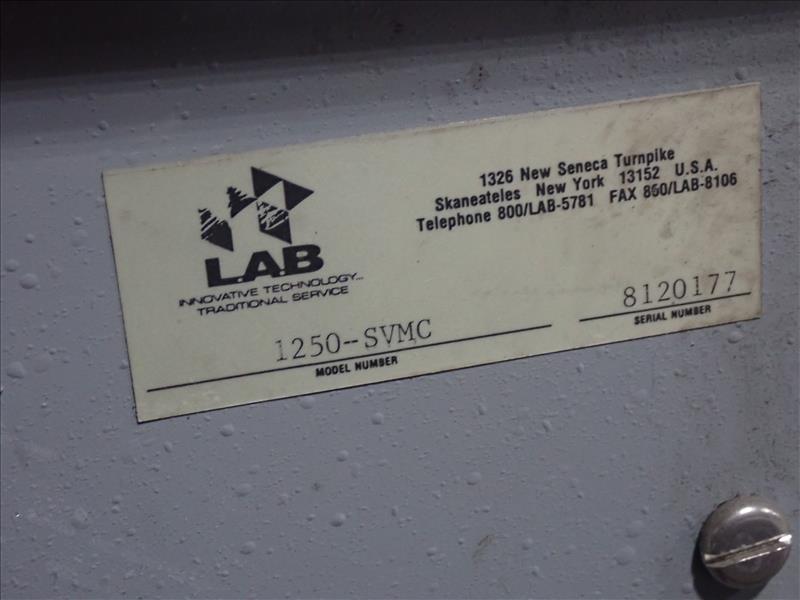 L.A.B
INNOVATIVE TECHNOLOGY...
TRADITIONAL SERVICE
1326 New Seneca Turnpike
Skaneateles New York 13152 U.S.A.
Telephone 800/LAB-5781 FAX 800/LAB-8106
1250--SVMC
MODEL NUMBER
8120177
SERIAL NUMBER